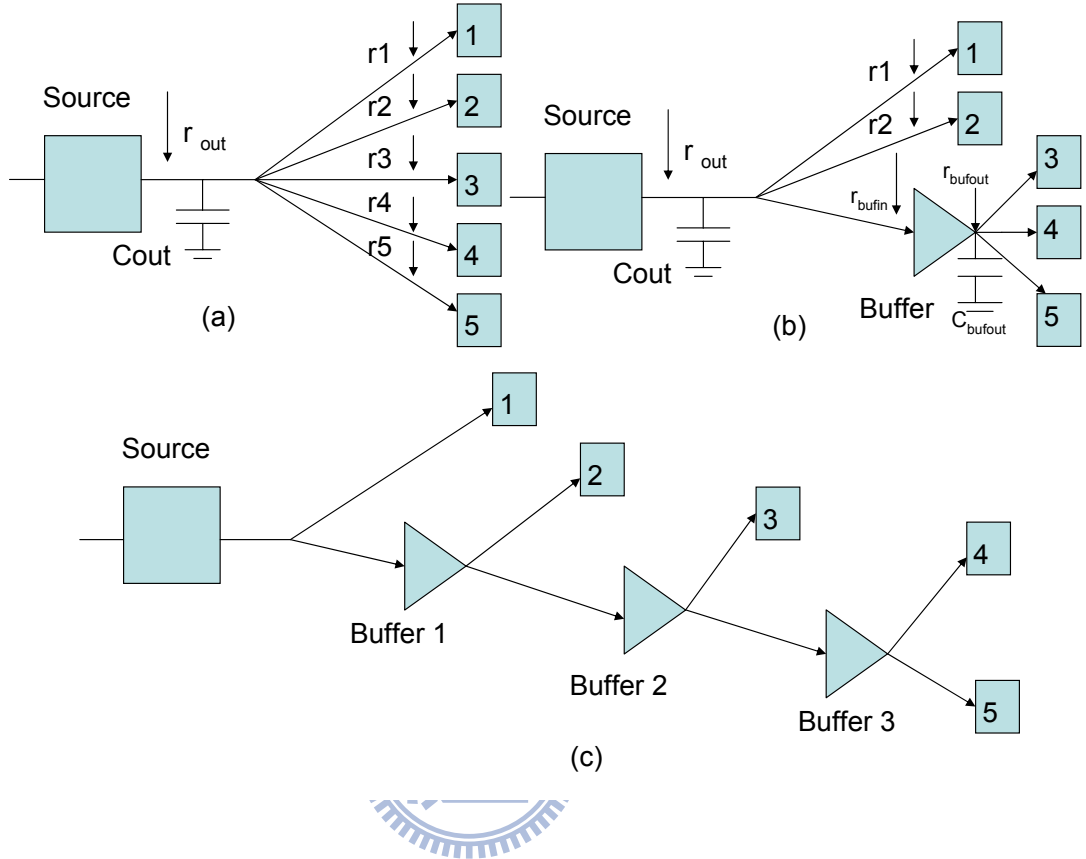 Source
r out
Cout
r1
r2
r3
r4
r5
1
2
3
4
5
(a)
Source
r out
Cout
r1
r2
r bufin
r bufout
1
2
3
4
5
Buffer
C bufout
(b)
Source
1
2
3
4
5
Buffer 1
Buffer 2
Buffer 3
(c)